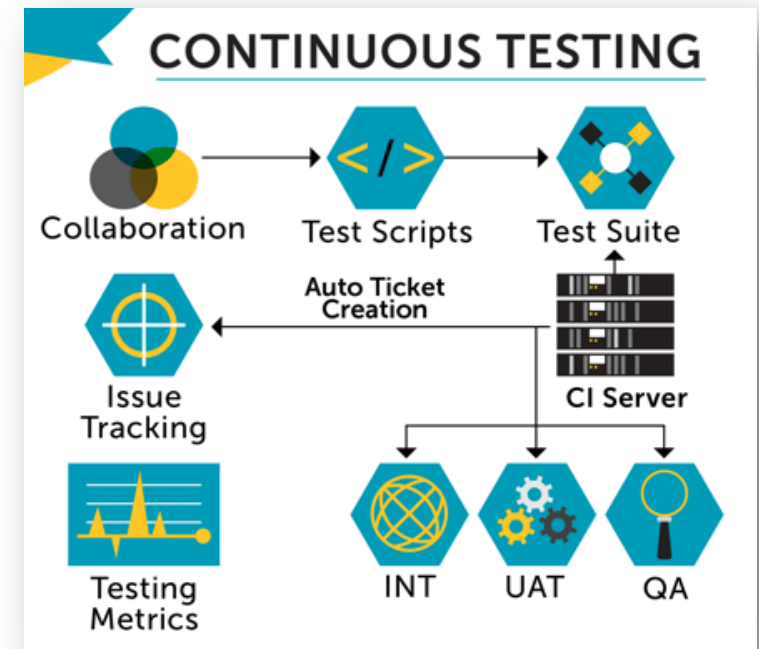 CONTINUOUS TESTING
Collaboration
Test Scripts
Test Suite
Auto Ticket
Creation
Issue
Tracking
CI Server
Testing
Metrics
INT
UAT
QA